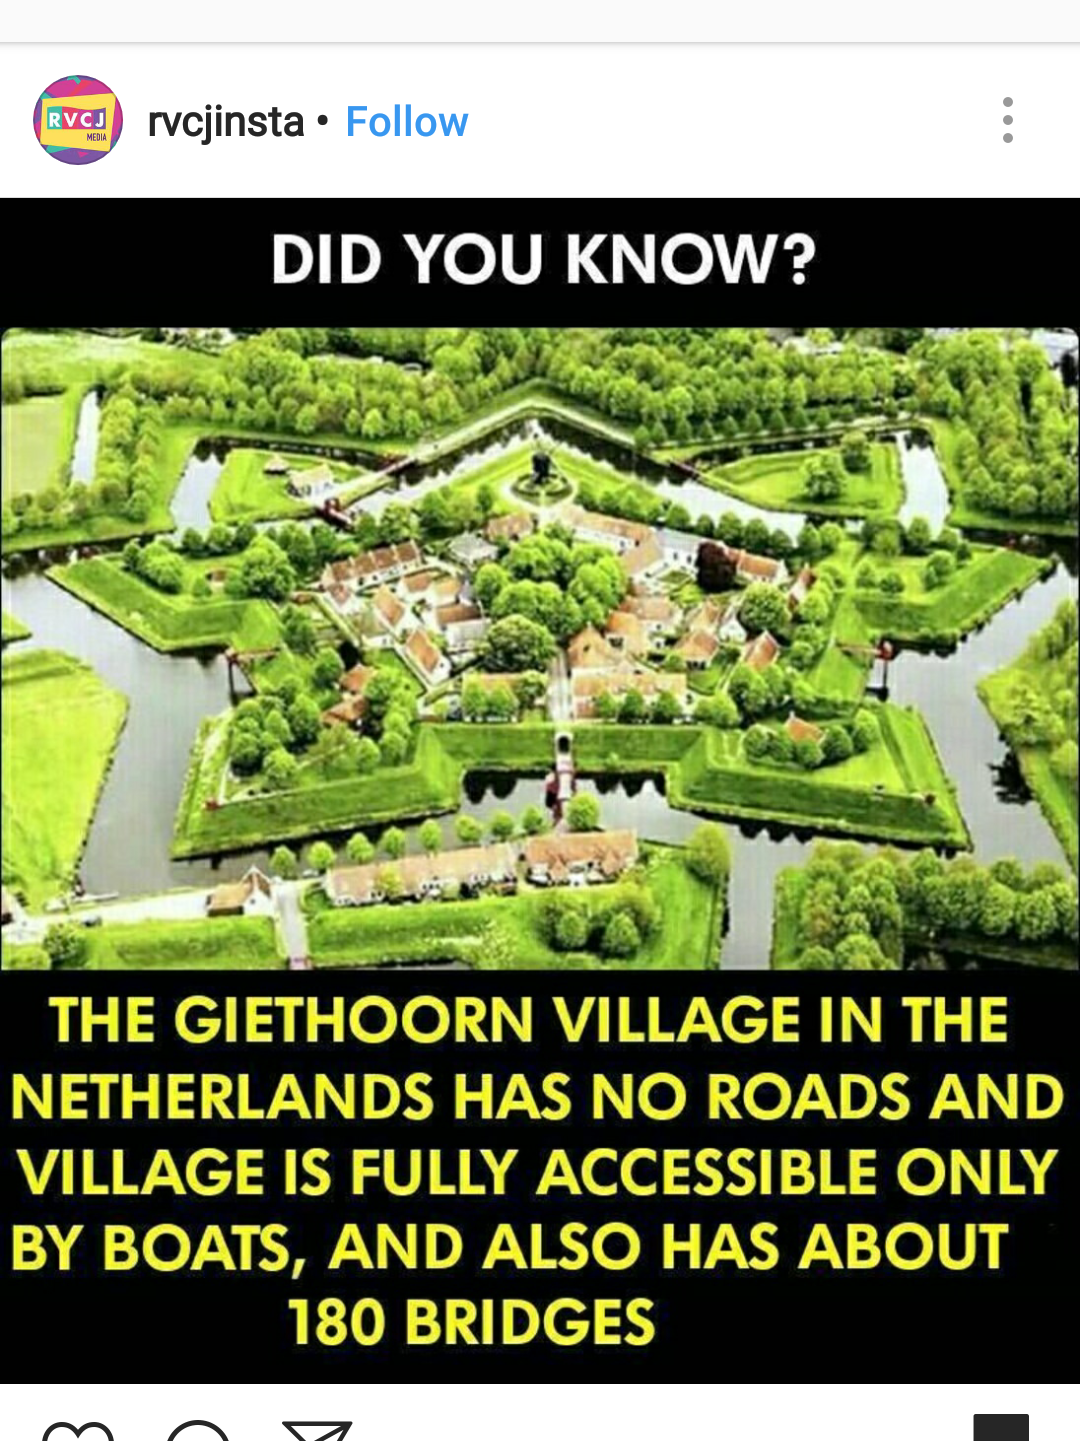 RVCJ
MEDIA
rvcjinsta • Follow
DID YOU KNOW?
THE GIETHOORN VILLAGE IN THE
NETHERLANDS HAS NO ROADS AND
VILLAGE IS FULLY ACCESSIBLE ONLY
BY BOATS, AND ALSO HAS ABOUT
180 BRIDGES